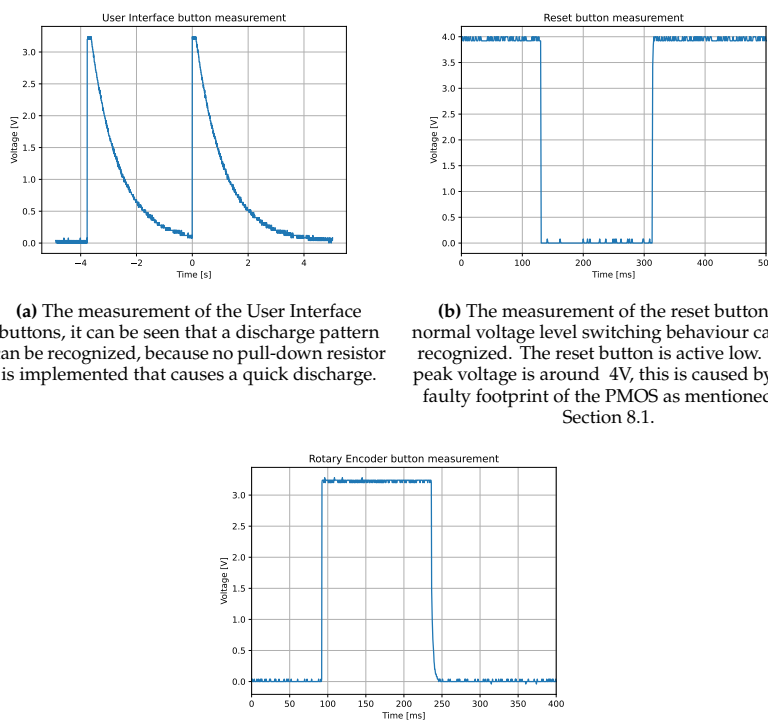 User Interface button measurement
3.0
2.5
2.0
1.5
1.0
0.5
0.0
Voltage [V]
−4
−2
0
2
4
Time [s]
Reset button measurement
4.0
3.5
3.0
2.5
2.0
1.5
1.0
0.5
0.0
Voltage [V]
0
100
200
300
400
Time [ms]
(a) The measurement of the User Interface
buttons, it can be seen that a discharge pattern
can be recognized, because no pull-down resistor
is implemented that causes a quick discharge.
(b) The measurement of the reset button
normal voltage level switching behaviour
recognized. The reset button is active low.
peak voltage is around 4V, this is caused by
faulty footprint of the PMOS as mentioned
Section 8.1.
Rotary Encoder button measurement
3.0
2.5
2.0
1.5
1.0
0.5
0.0
Voltage [V]
0
50
100
150
200
250
300
350
400
Time [ms]